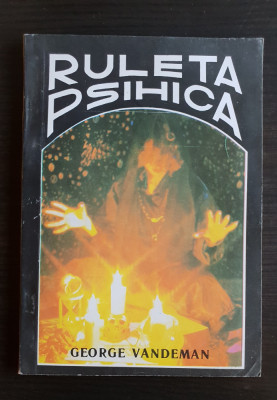 RULETA
PSIHICA
GEORGE VANDEMAN